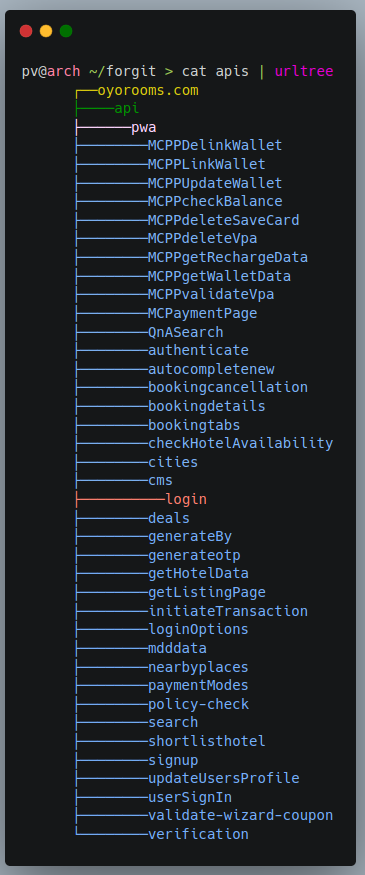 pv@arch ~/forgit > cat apis | urltree
┌──oyorooms.com
├────api
├──────pwa
├────────MCPPDelinkWallet
├────────MCPPLinkWallet
├────────MCPPUpdateWallet
├────────MCPPcheckBalance
├────────MCPPdeleteSaveCard
├────────MCPPdeleteVpa
├────────MCPPgetRechargeData
├────────MCPPgetWalletData
├────────MCPPvalidateVpa
├────────MCPaymentPage
├────────QnASearch
├────────authenticate
├────────autocompletenew
├────────bookingcancellation
├────────bookingdetails
├────────bookingtabs
├────────checkHotelAvailability
├────────cities
├────────cms
├──────────login
├────────deals
├────────generateBy
├────────generateotp
├────────getHotelData
├────────getListingPage
├────────initiateTransaction
├────────loginOptions
├────────mdddata
├────────nearbyplaces
├────────paymentModes
├────────policy-check
├────────search
├────────shortlisthotel
├────────signup
├────────updateUsersProfile
├────────userSignIn
├────────validate-wizard-coupon
└────────verification